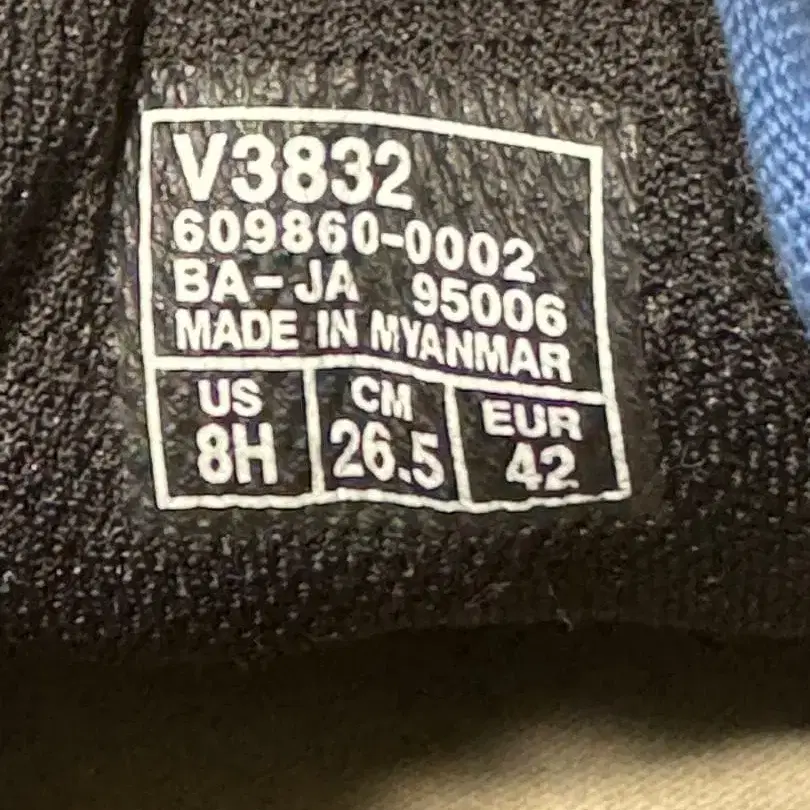 V3832
609860-0002
BA-JA 95006
MADE IN MYANMAR
US CM EUR
8H 26.5 42